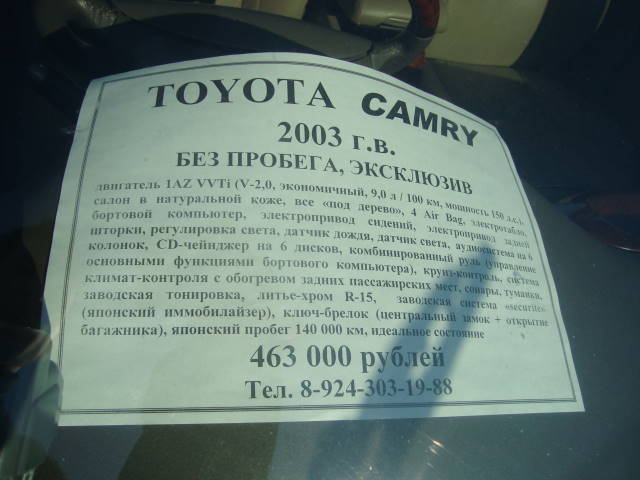 TOYOTA CAMRY
2003 г.в.
БЕЗ ПРОБЕГА, ЭКСКЛЮЗИВ
двигатель 1AZ VVTi (V-2,0, экономичный, 9,0 л / 100 км, мощность 150 л.с.),
салон в натуральной коже, все «под дерево», 4 Air Bag, электротабло,
бортовой компьютер, электропривод сидений, электропривод задней
шторки, регулировка света, датчик дождя, датчик света, аудиосистема на 6
колонок, CD-чейнджер на 6 дисков, комбинированный руль (управление
основными функциями бортового компьютера), круиз-контроль, система
климат-контроля с обогревом задних пассажирских мест, сонары, туманки,
заводская тонировка, литье-хром R-15, заводская система «securite»
(японский иммобилайзер), ключ-брелок (центральный замок + открытие
багажника), японский пробег 140 000 км, идеальное состояние
463 000 рублей
Тел. 8-924-303-19-88